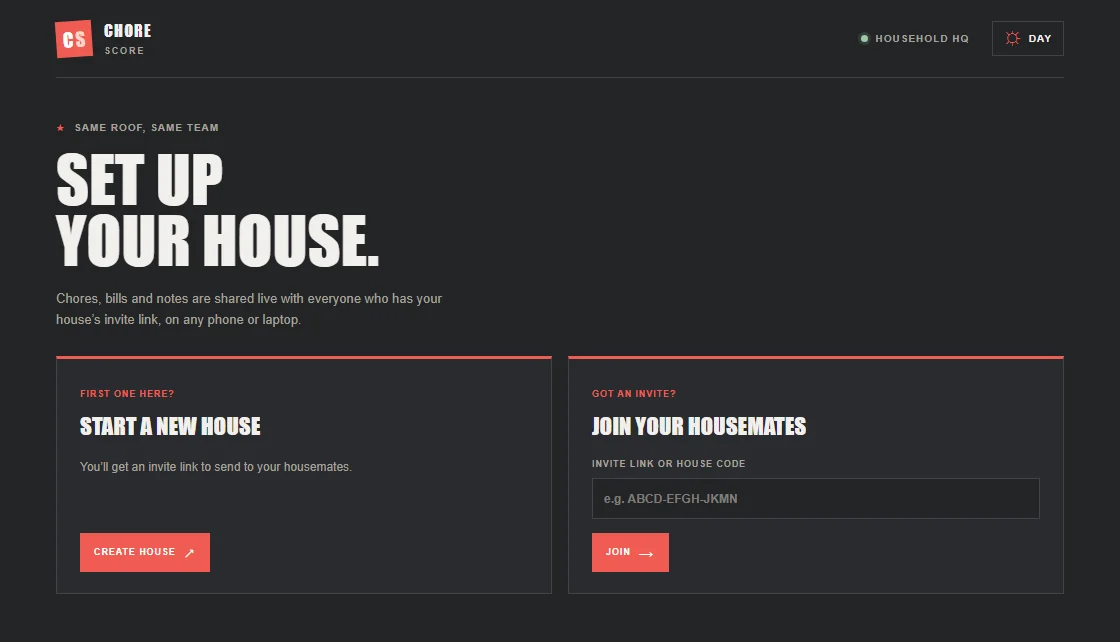 CS CHORE
SCORE
HOUSEHOLD HQ
DAY
★ SAME ROOF, SAME TEAM
SET UP
YOUR HOUSE.
Chores, bills and notes are shared live with everyone who has your
house's invite link, on any phone or laptop.
FIRST ONE HERE?
START A NEW HOUSE
You'll get an invite link to send to your housemates.
CREATE HOUSE ↗
GOT AN INVITE?
JOIN YOUR HOUSEMATES
INVITE LINK OR HOUSE CODE
e.g. ABCD-EFGH-JKMN
JOIN →